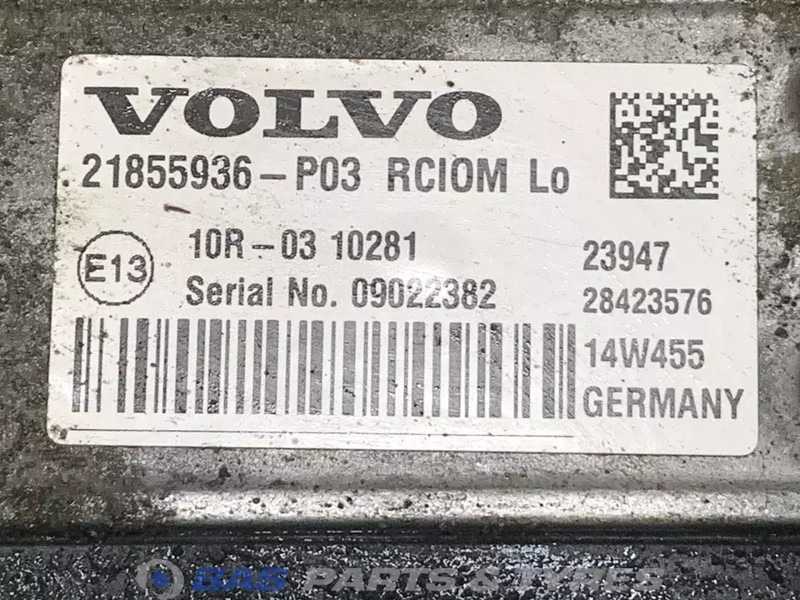 VOLVO
21855936-P03 RCIOM Lo
E13
10R-03 10281
23947
Serial No. 09022382
28423576
14W455
GERMANY
BAS PARTS & TYRES